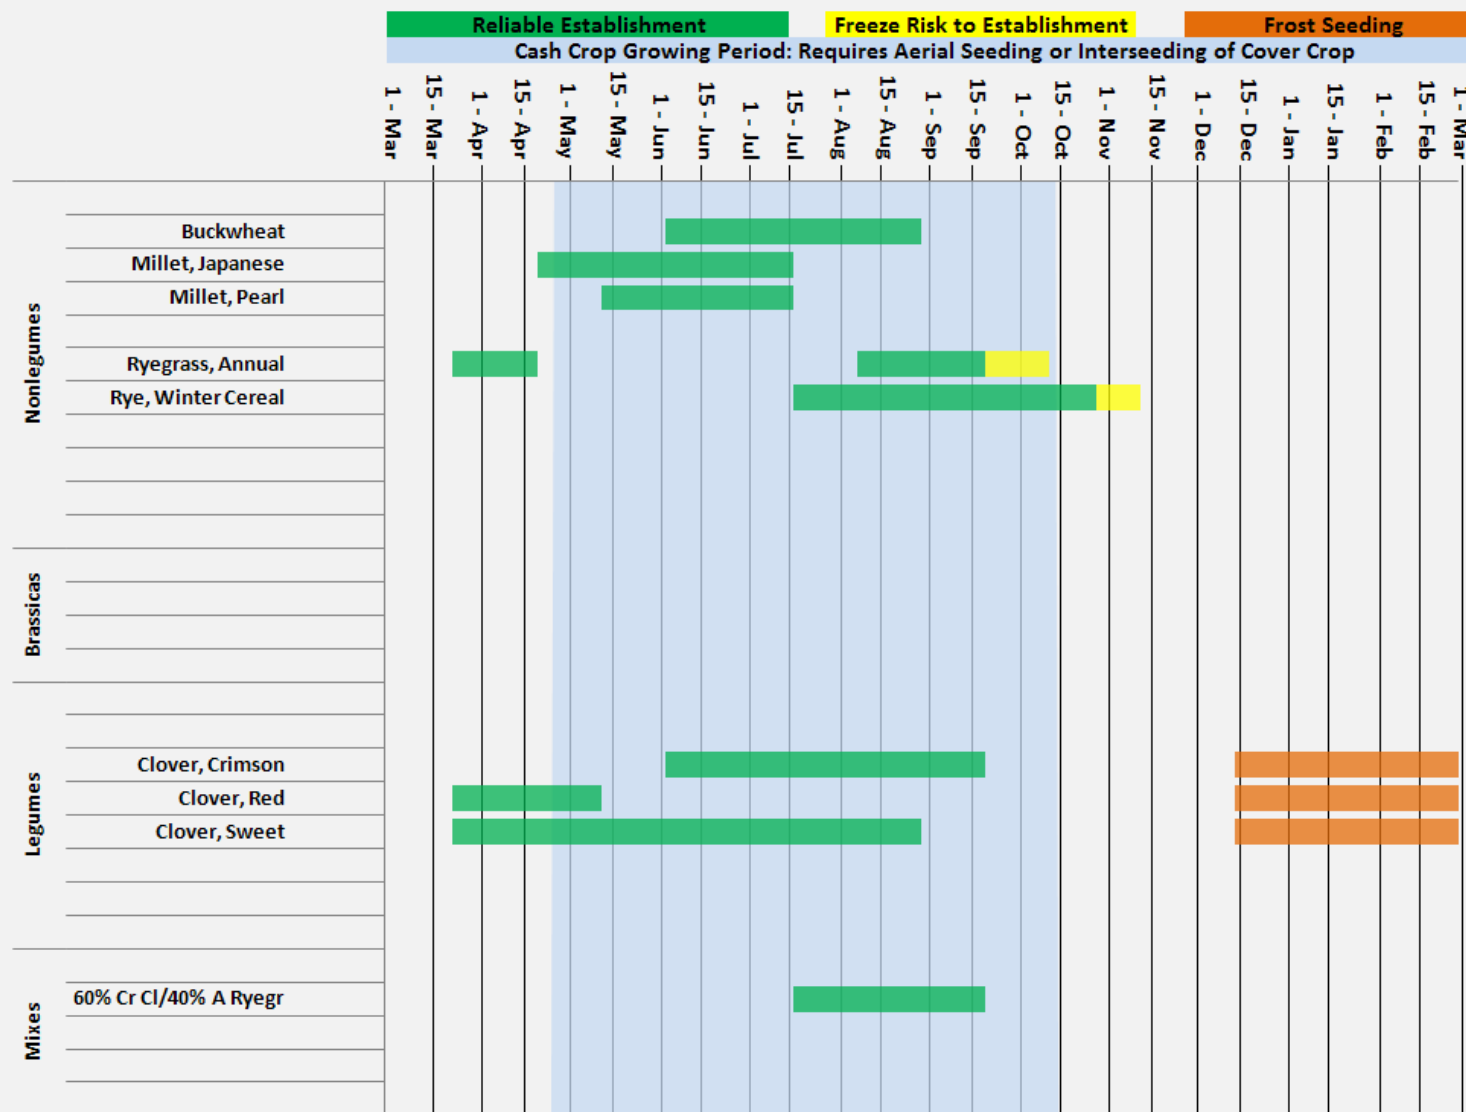 Reliable Establishment Freeze Risk to Establishment Frost Seeding
Cash Crop Growing Period: Requires Aerial Seeding or Interseeding of Cover Crop
1 - Mar
15 - Mar
1 - Apr
15 - Apr
1 - May
15 - May
1 - Jun
15 - Jun
1 - Jul
15 - Jul
1 - Aug
15 - Aug
1 - Sep
15 - Sep
1 - Oct
15 - Oct
1 - Nov
15 - Nov
1 - Dec
15 - Dec
1 - Jan
15 - Jan
1 - Feb
15 - Feb
1 - Mar
Nonlegumes
Buckwheat
Millet, Japanese
Millet, Pearl
Ryegrass, Annual
Rye, Winter Cereal
Brassicas
Legumes
Clover, Crimson
Clover, Red
Clover, Sweet
Mixes
60% Cr Cl/40% A Ryegr